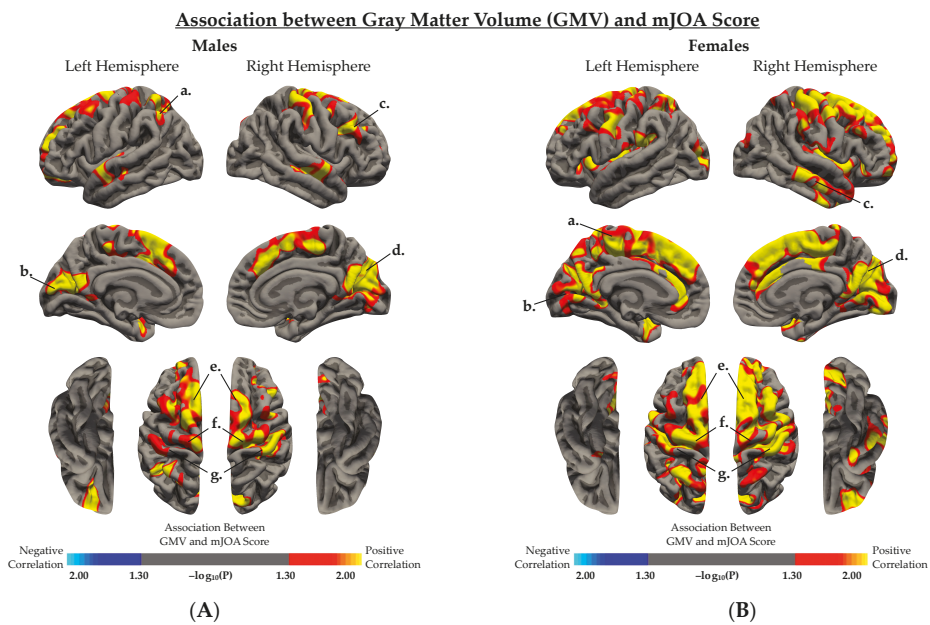 Association between Gray Matter Volume (GMV) and mJOA Score
Males
Left Hemisphere Right Hemisphere
a.
c.
b.
d.
e.
f.
g.
Association Between
GMV and mJOA Score
Negative
Correlation
Positive
Correlation
2.00 1.30 −log10(P) 1.30 2.00
(A)
Females
Left Hemisphere Right Hemisphere
c.
a.
b.
d.
e.
f.
g.
Association Between
GMV and mJOA Score
Negative
Correlation
Positive
Correlation
2.00 1.30 −log10(P) 1.30 2.00
(B)